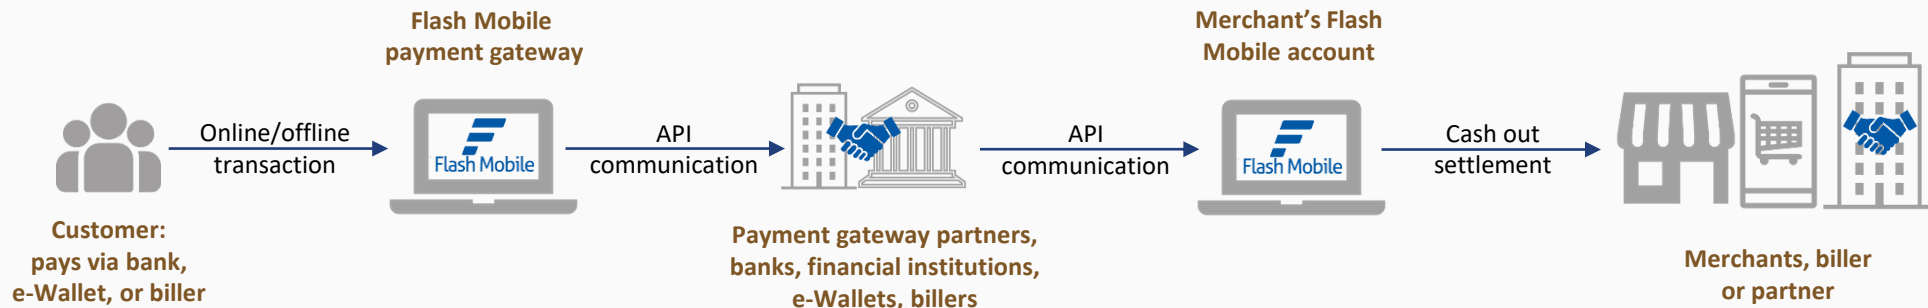 Flash Mobile
payment gateway
Merchant’s Flash
Mobile account
Online/offline
transaction
Flash Mobile
API
communication
API
communication
Flash Mobile
Cash out
settlement
Customer:
pays via bank,
e-Wallet, or biller
Payment gateway partners,
banks, financial institutions,
e-Wallets, billers
Merchants, biller
or partner